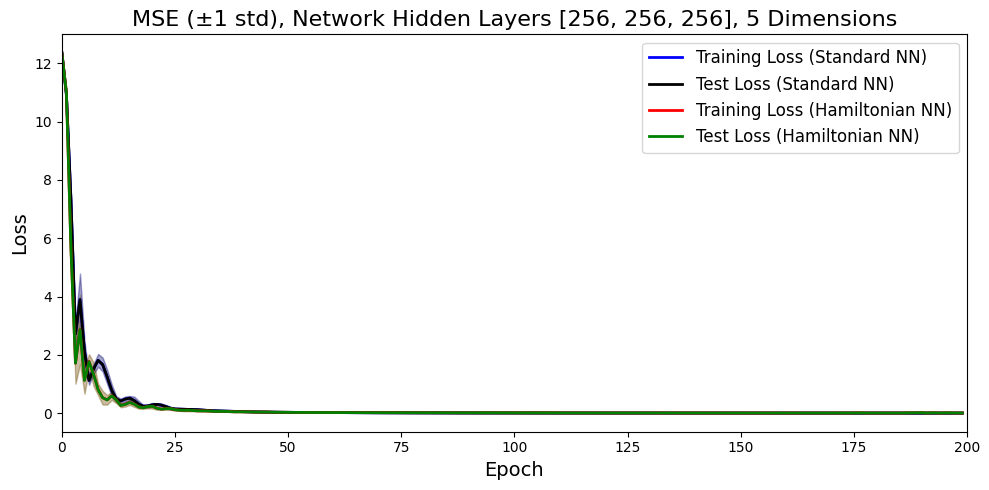 MSE (±1 std), Network Hidden Layers [256, 256, 256], 5 Dimensions
Training Loss (Standard NN)
Test Loss (Standard NN)
Training Loss (Hamiltonian NN)
Test Loss (Hamiltonian NN)
Loss
12
10
8
6
4
2
0
0 25 50 75 100 125 150 175 200
Epoch